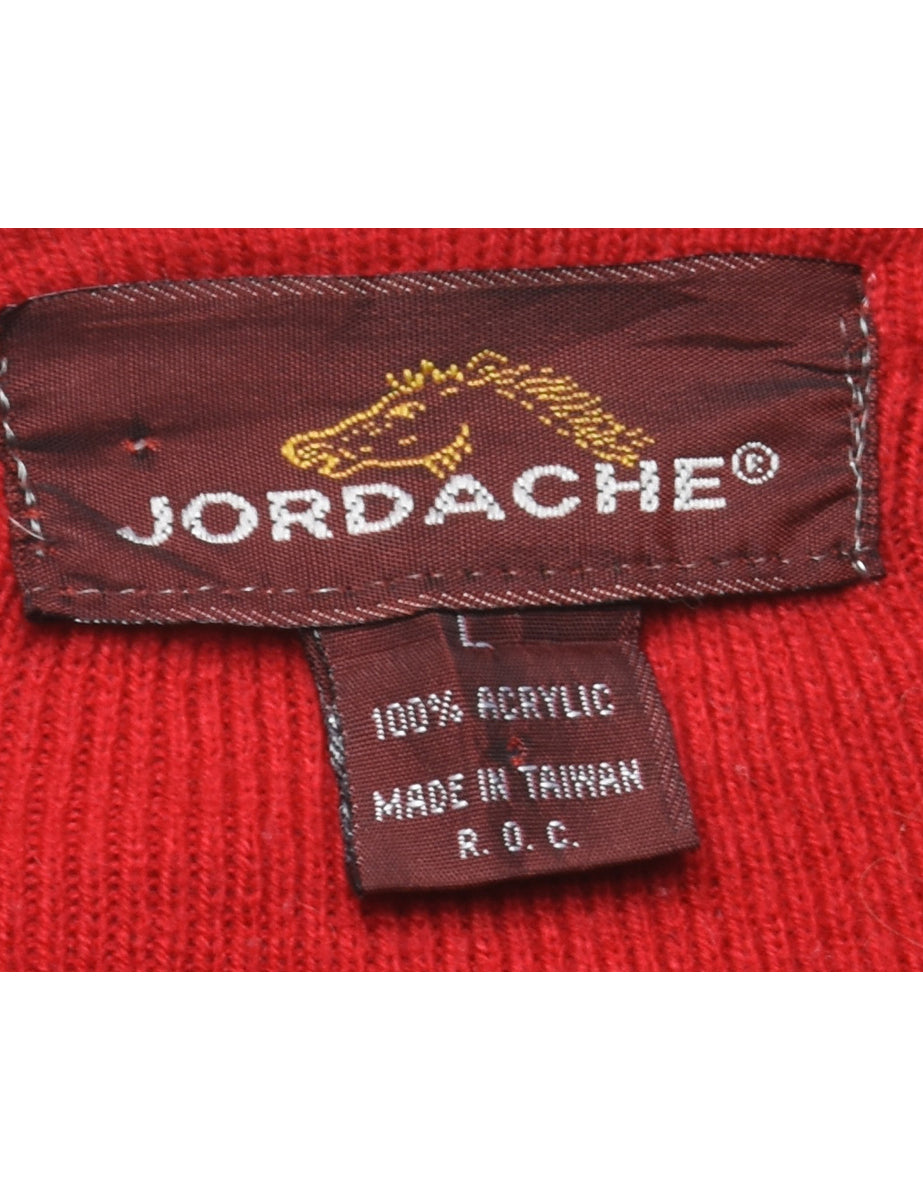 JORDACHE®
L
100% ACRYLIC
MADE IN TAIWAN
R. O. C.